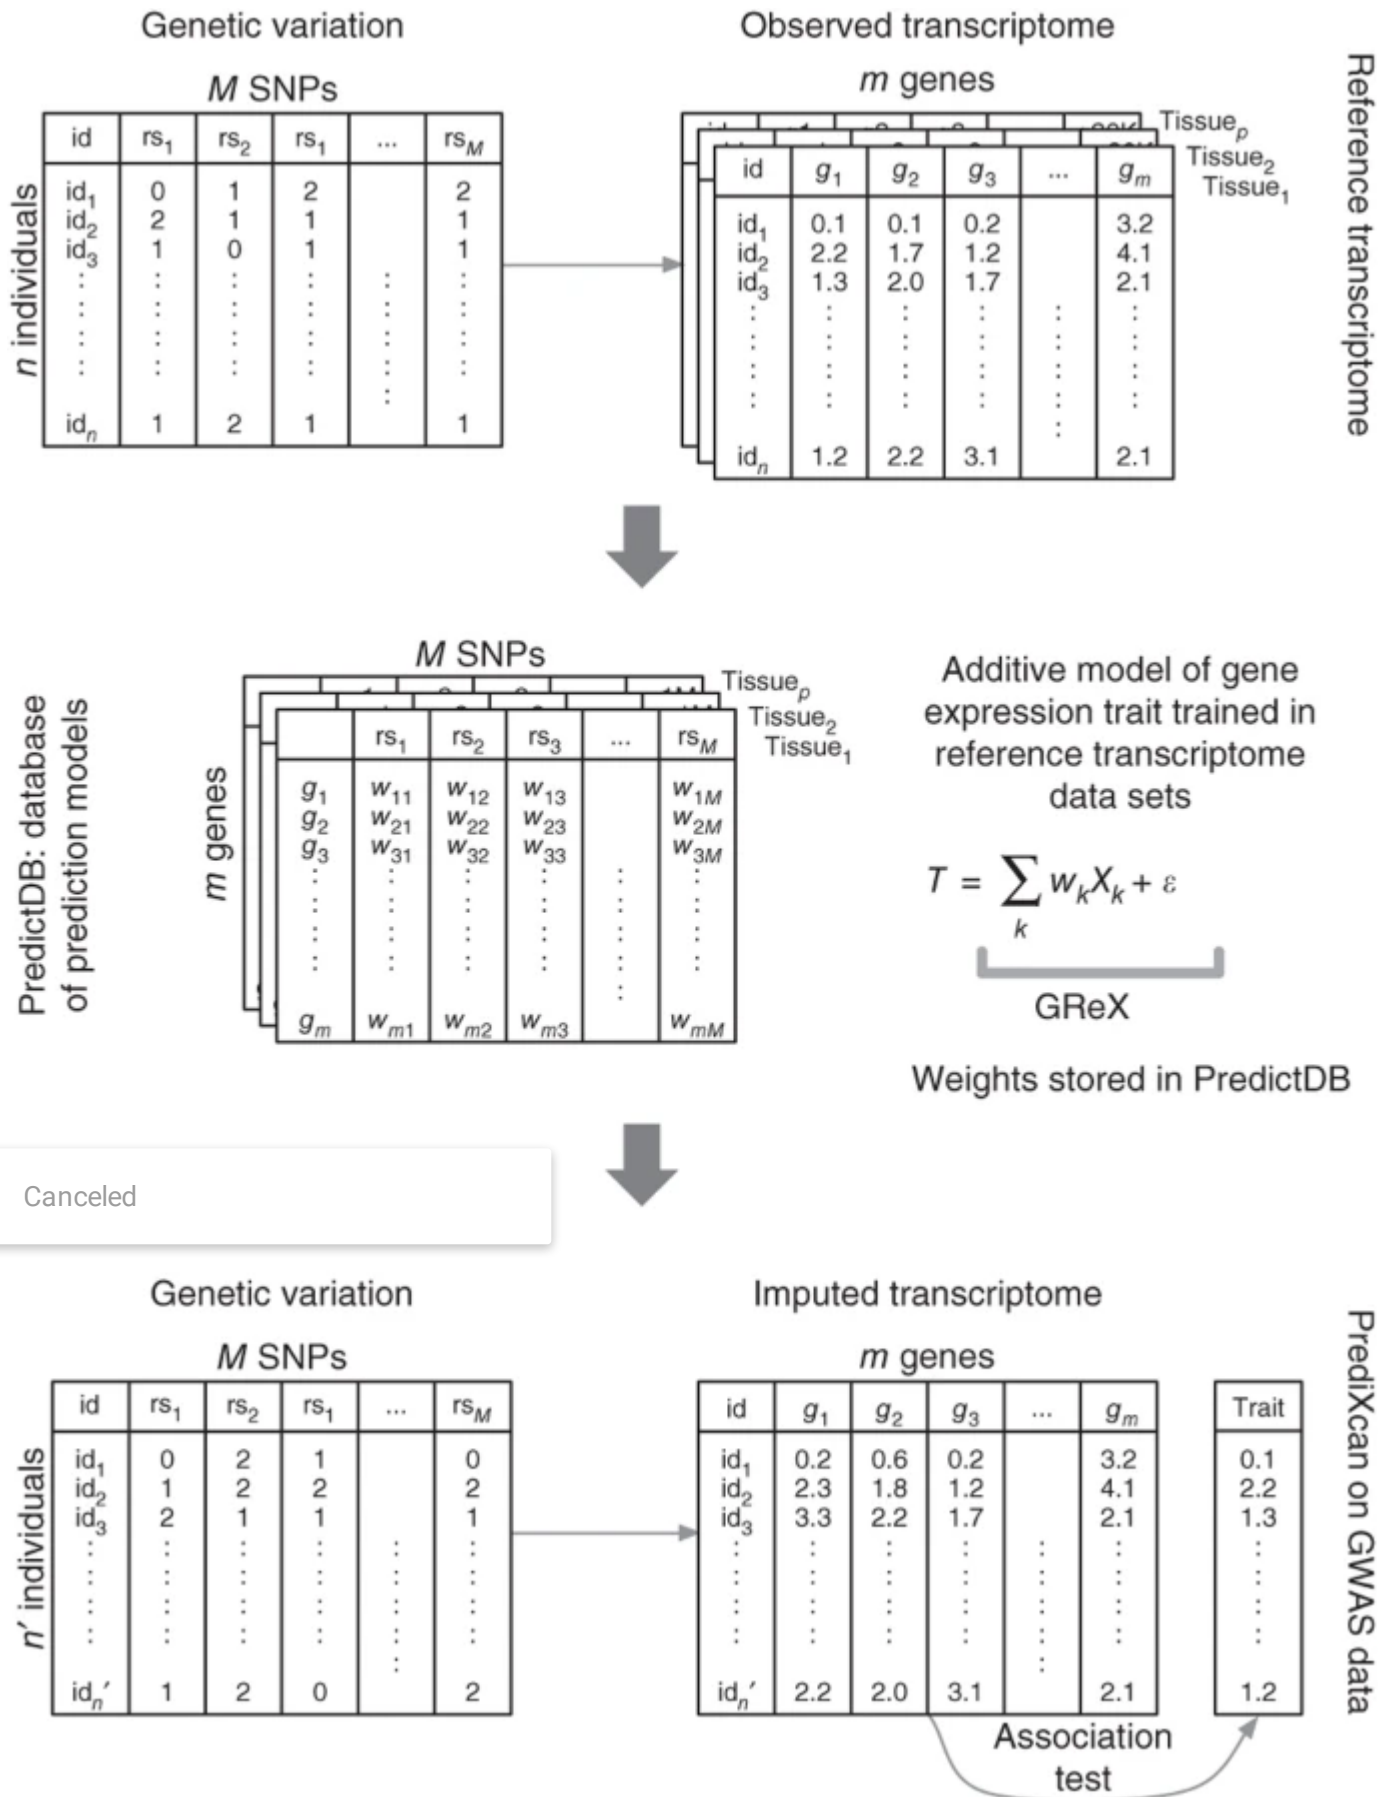 Genetic variation
M SNPs
n individuals
id rs1 rs2 rs1 ... rsM
id1 0 1 2 2
id2 2 1 1 1
id3 1 0 1 1
idn 1 2 1 1
Observed transcriptome
m genes
Tissuep
Tissue2
Tissue1
id g1 g2 g3 ... gm
id1 0.1 0.1 0.2 3.2
id2 2.2 1.7 1.2 4.1
id3 1.3 2.0 1.7 2.1
idn 1.2 2.2 3.1 2.1
Reference transcriptome
PredictDB: database
of prediction models
M SNPs
m genes
Tissuep
Tissue2
Tissue1
rs1 rs2 rs3 ... rsM
g1 w11 w12 w13 w1M
g2 w21 w22 w23 w2M
g3 w31 w32 w33 w3M
gm wm1 wm2 wm3 wmM
Additive model of gene
expression trait trained in
reference transcriptome
data sets
T = ∑ wkXk + ε
k
GReX
Weights stored in PredictDB
Canceled
Genetic variation
M SNPs
n′ individuals
id rs1 rs2 rs1 ... rsM
id1 0 2 1 0
id2 1 2 2 2
id3 2 1 1 1
idn′ 1 2 0 2
Imputed transcriptome
m genes
id g1 g2 g3 ... gm
id1 0.2 0.6 0.2 3.2
id2 2.3 1.8 1.2 4.1
id3 3.3 2.2 1.7 2.1
idn′ 2.2 2.0 3.1 2.1
Trait
0.1
2.2
1.3
1.2
Association
test
PrediXcan on GWAS data